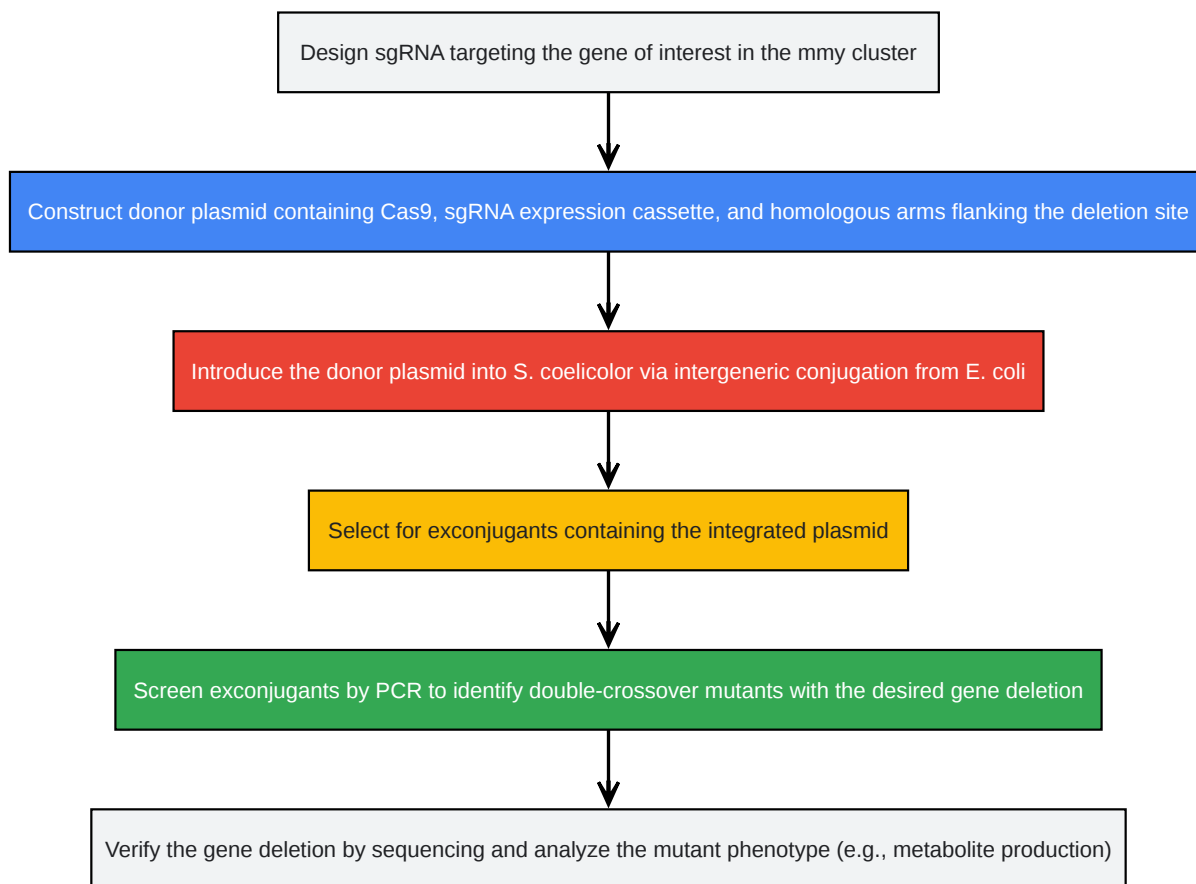 Design sgRNA targeting the gene of interest in the mmy cluster
Construct donor plasmid containing Cas9, sgRNA expression cassette, and homologous arms flanking the deletion site
Introduce the donor plasmid into S. coelicolor via intergeneric conjugation from E. coli
Select for exconjugants containing the integrated plasmid
Screen exconjugants by PCR to identify double-crossover mutants with the desired gene deletion
Verify the gene deletion by sequencing and analyze the mutant phenotype (e.g., metabolite production)